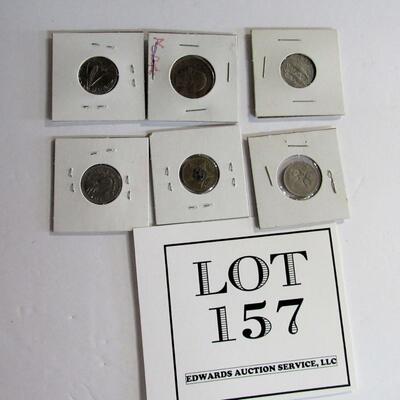 LOT
157
EDWARDS AUCTION SERVICE, LLC